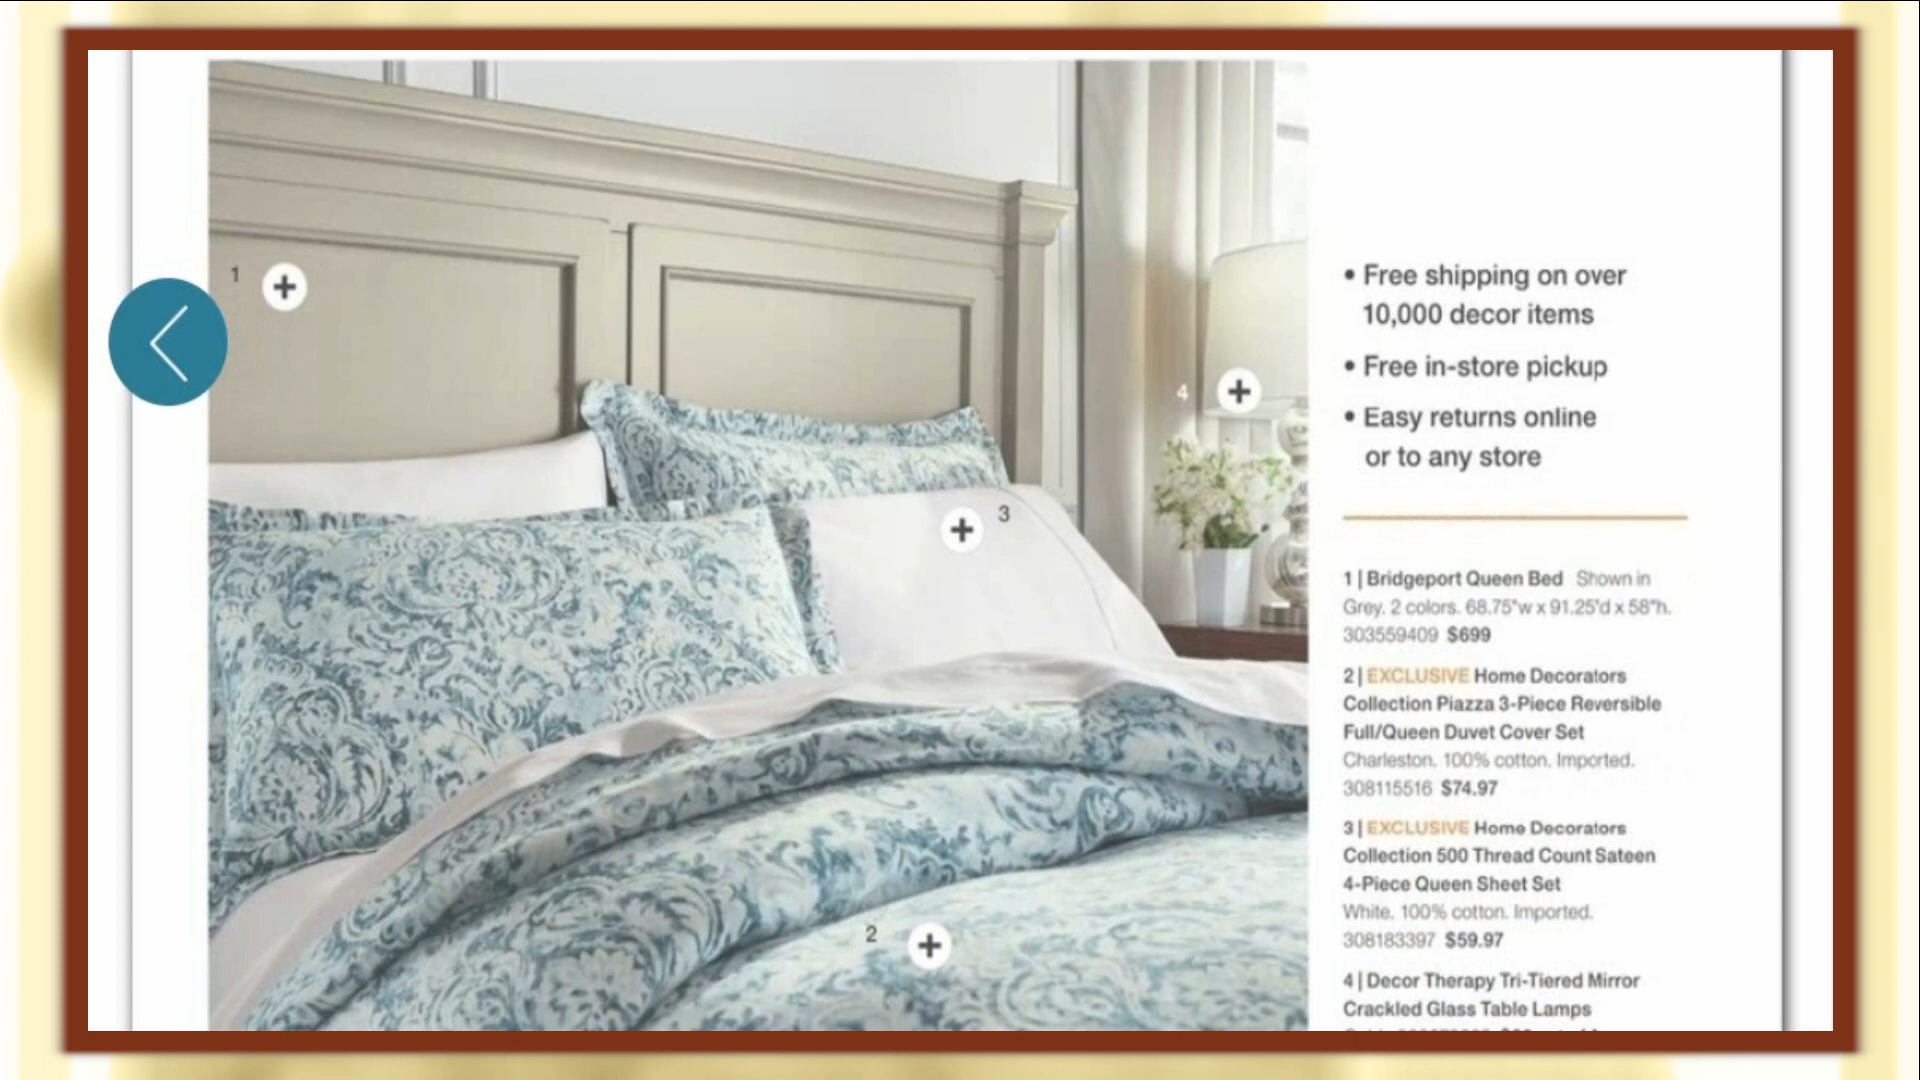 1
4
3
2
• Free shipping on over
10,000 decor items
• Free in-store pickup
• Easy returns online
or to any store
1 | Bridgeport Queen Bed Shown in
Grey. 2 colors. 68.75"w x 91.25"d x 58"h.
303559409 $699
2 | EXCLUSIVE Home Decorators
Collection Piazza 3-Piece Reversible
Full/Queen Duvet Cover Set
Charleston. 100% cotton. Imported.
308115516 $74.97
3 | EXCLUSIVE Home Decorators
Collection 500 Thread Count Sateen
4-Piece Queen Sheet Set
White. 100% cotton. Imported.
308183397 $59.97
4 | Decor Therapy Tri-Tiered Mirror
Crackled Glass Table Lamps